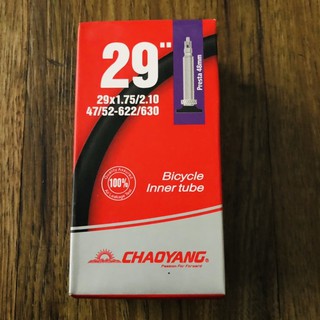 29"
29x1.75/2.10
47/52-622/630
Presta 48mm
100%
Bicycle
Inner tube
CHAOYANG®